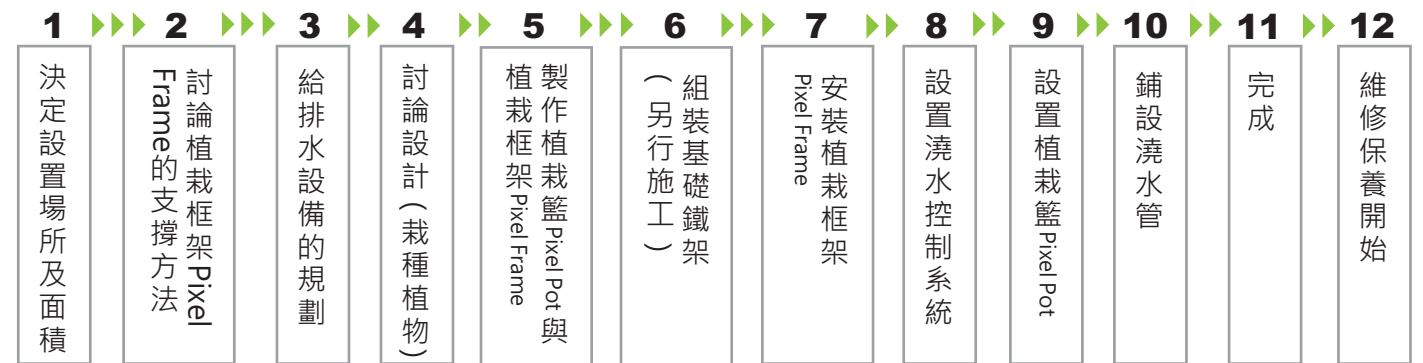 1
決定設置場所及面積
2
討論植栽框架Pixel
Frame的支撐方法
3
給排水設備的規劃
4
討論設計(栽種植物)
5
製作植栽籃Pixel Pot與
植栽框架Pixel Frame
6
組裝基礎鐵架
(另行施工)
7
安裝植栽框架
Pixel Frame
8
設置澆水控制系統
9
設置植栽籃Pixel Pot
10
鋪設澆水管
11
完成
12
維修保養開始